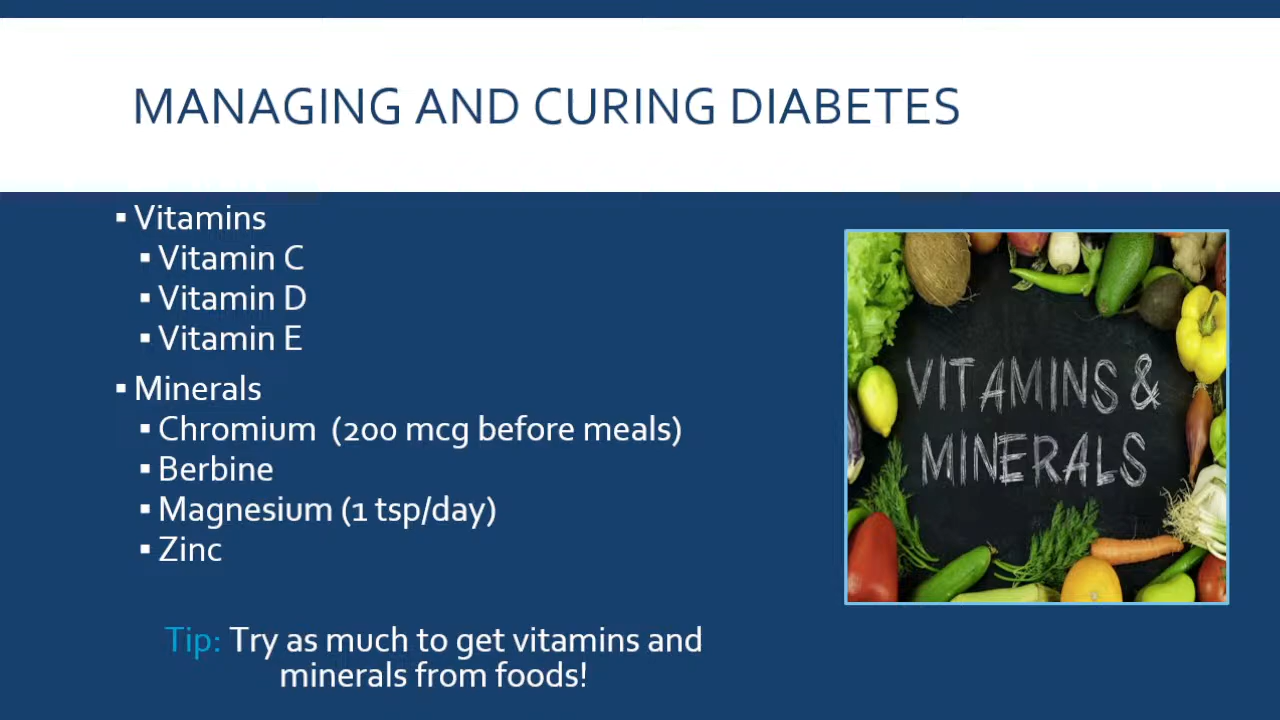 MANAGING AND CURING DIABETES
▪ Vitamins
▪ Vitamin C
▪ Vitamin D
▪ Vitamin E
▪ Minerals
▪ Chromium (200 mcg before meals)
▪ Berbine
▪ Magnesium (1 tsp/day)
▪ Zinc
VITAMINS &
MINERALS
Tip: Try as much to get vitamins and
minerals from foods!